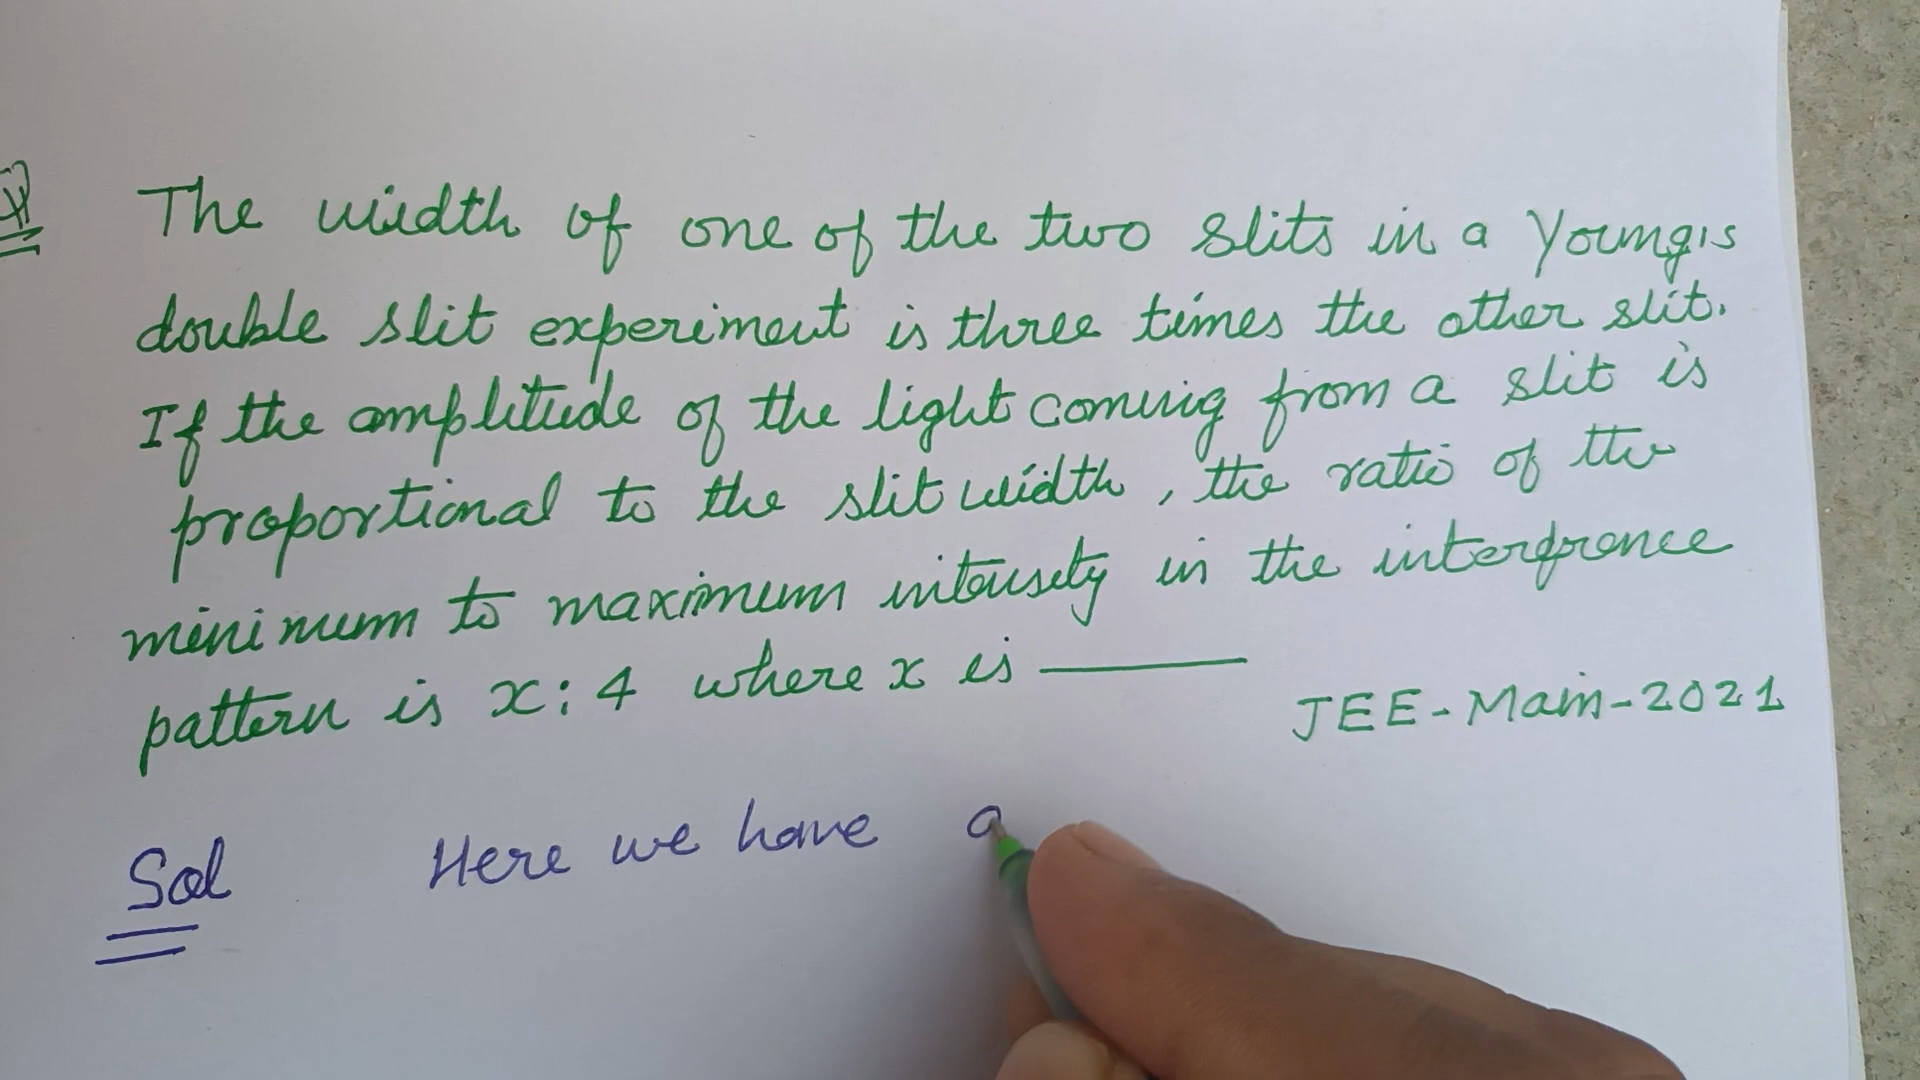 The width of one of the two slits in a Young's
double slit experiment is three times the other slit.
If the amplitude of the light coming from a slit is
proportional to the slit width, the ratio of the
minimum to maximum intensity in the interference
pattern is x:4 where x is ———
JEE-Main-2021
Sol Here we have a